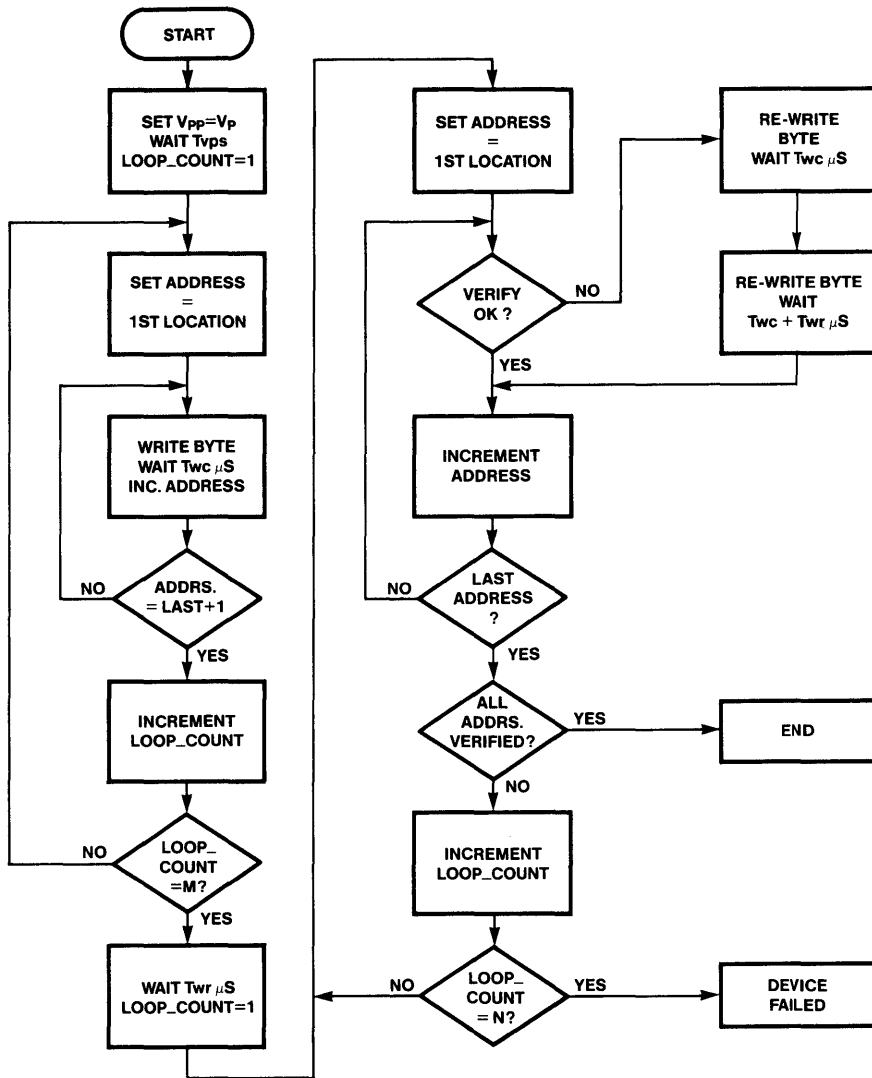 START
SET VPP=VP
WAIT Tvps
LOOP_COUNT=1
SET ADDRESS
=
1ST LOCATION
WRITE BYTE
WAIT Twc μS
INC. ADDRESS
NO
ADDRS.
= LAST+1
YES
INCREMENT
LOOP_COUNT
NO
LOOP_
COUNT
=M?
YES
WAIT Twr μS
LOOP_COUNT=1
SET ADDRESS
=
1ST LOCATION
VERIFY
OK ?
NO
YES
RE-WRITE
BYTE
WAIT Twc μS
RE-WRITE BYTE
WAIT
Twc + Twr μS
INCREMENT
ADDRESS
NO
LAST
ADDRESS
?
YES
ALL
ADDRS.
VERIFIED?
YES
END
NO
INCREMENT
LOOP_COUNT
NO
LOOP_
COUNT
= N?
YES
DEVICE
FAILED